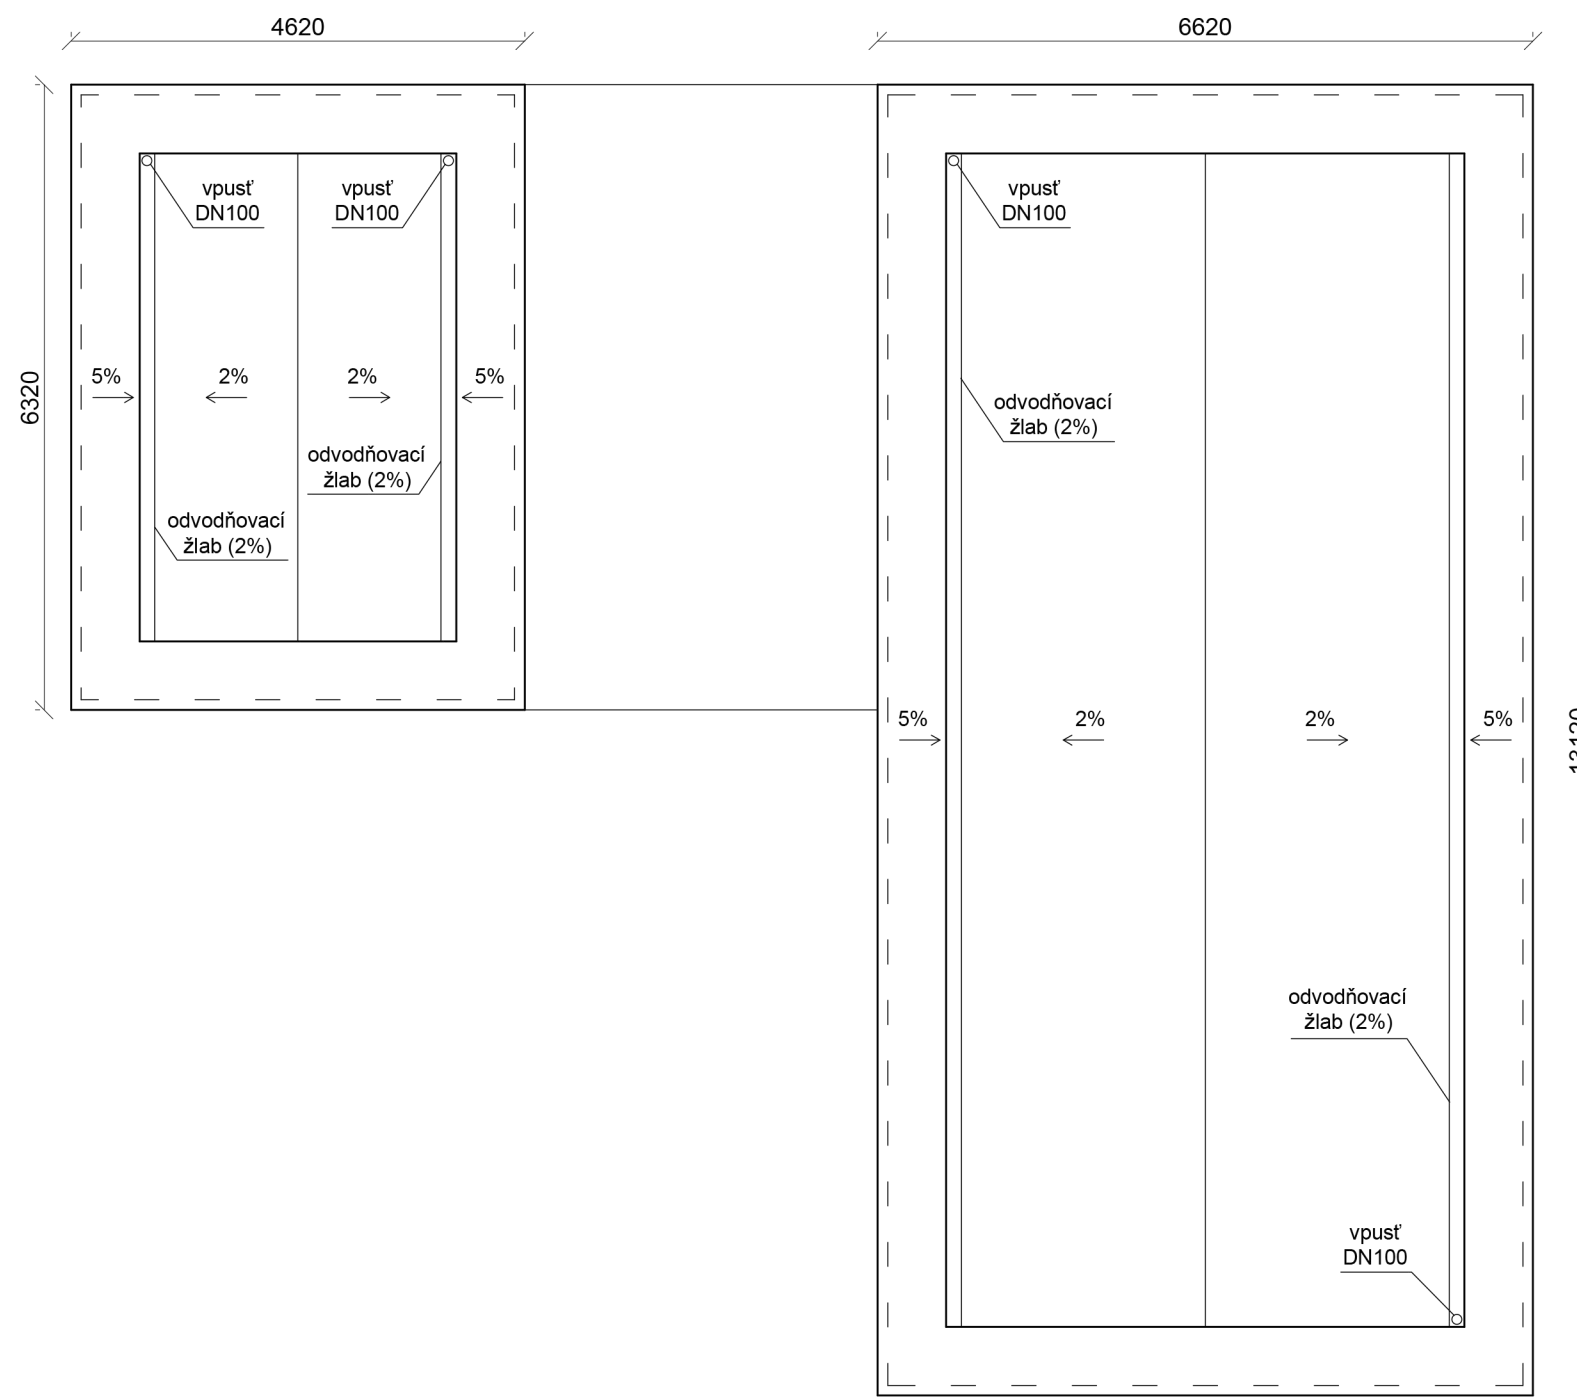 4620
6620
vpusť
DN100
vpusť
DN100
vpusť
DN100
6320
5%
2%
2%
5%
odvodňovací
žlab (2%)
odvodňovací
žlab (2%)
odvodňovací
žlab (2%)
5%
2%
2%
5%
odvodňovací
žlab (2%)
vpusť
DN100